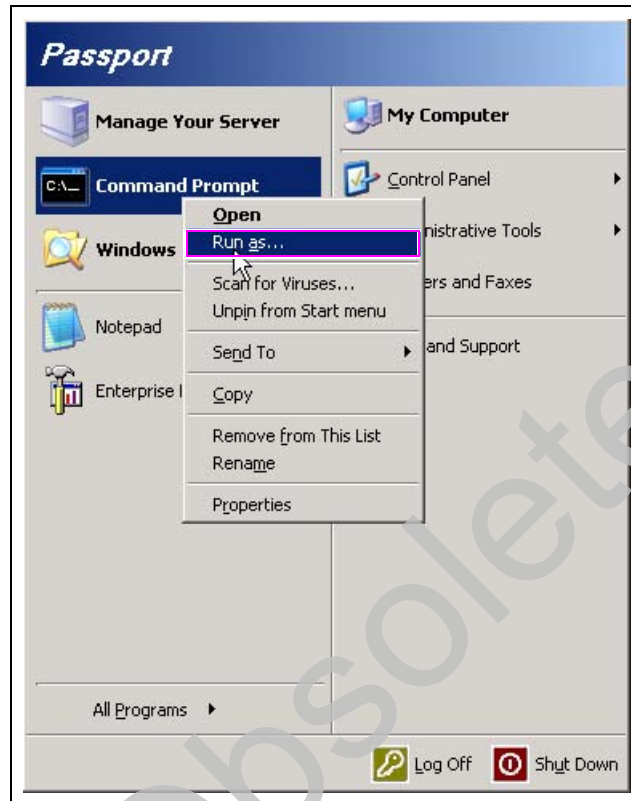 Passport
Manage Your Server
My Computer
C:\_ Command Prompt
Control Panel
Open
Windows
Run as...
nistrative Tools
Scan for Viruses...
ers and Faxes
Unpin from Start menu
Notepad
Send To
and Support
Enterprise
Copy
Remove from This List
Rename
Properties
All Programs
Log Off
Shut Down
obsolete